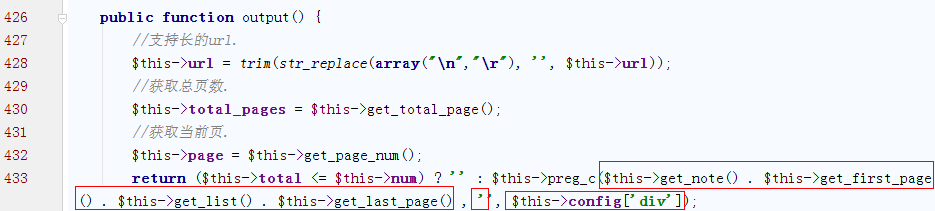 426 public function output() {
427 //支持长的url.
428 $this->url = trim(str_replace(array("\n","\r"), '', $this->url));
429 //获取总页数.
430 $this->total_pages = $this->get_total_page();
431 //获取当前页.
432 $this->page = $this->get_page_num();
433 return ($this->total <= $this->num) ? '' : $this->preg_c($this->get_note() . $this->get_first_page
() . $this->get_list() . $this->get_last_page() , '', $this->config['div']);